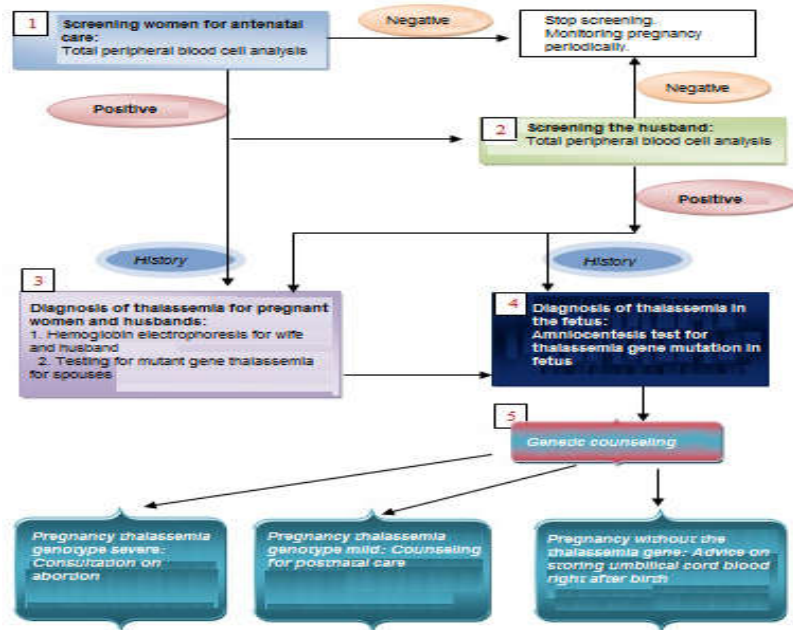 1
Screening women for antenatal
care:
Total peripheral blood cell analysis
Negative
Stop screening.
Monitoring pregnancy
periodically.
Negative
Positive
2
Screening the husband:
Total peripheral blood cell analysis
Positive
History
History
3
Diagnosis of thalassemia for pregnant
women and husbands:
1. Hemoglobin electrophoresis for wife
and husband
2. Testing for mutant gene thalassemia
for spouses
4
Diagnosis of thalassemia in
the fetus:
Amniocentesis test for
thalassemia gene mutation in
fetus
5
Genetic counseling
Pregnancy thalassemia
genotype severe:
Consultation on
abordion
Pregnancy thalassemia
genotype mild: Counseling
for postnatal care
Pregnancy without the
thalassemia gene: Advice on
storing umbilical cord blood
right after birth